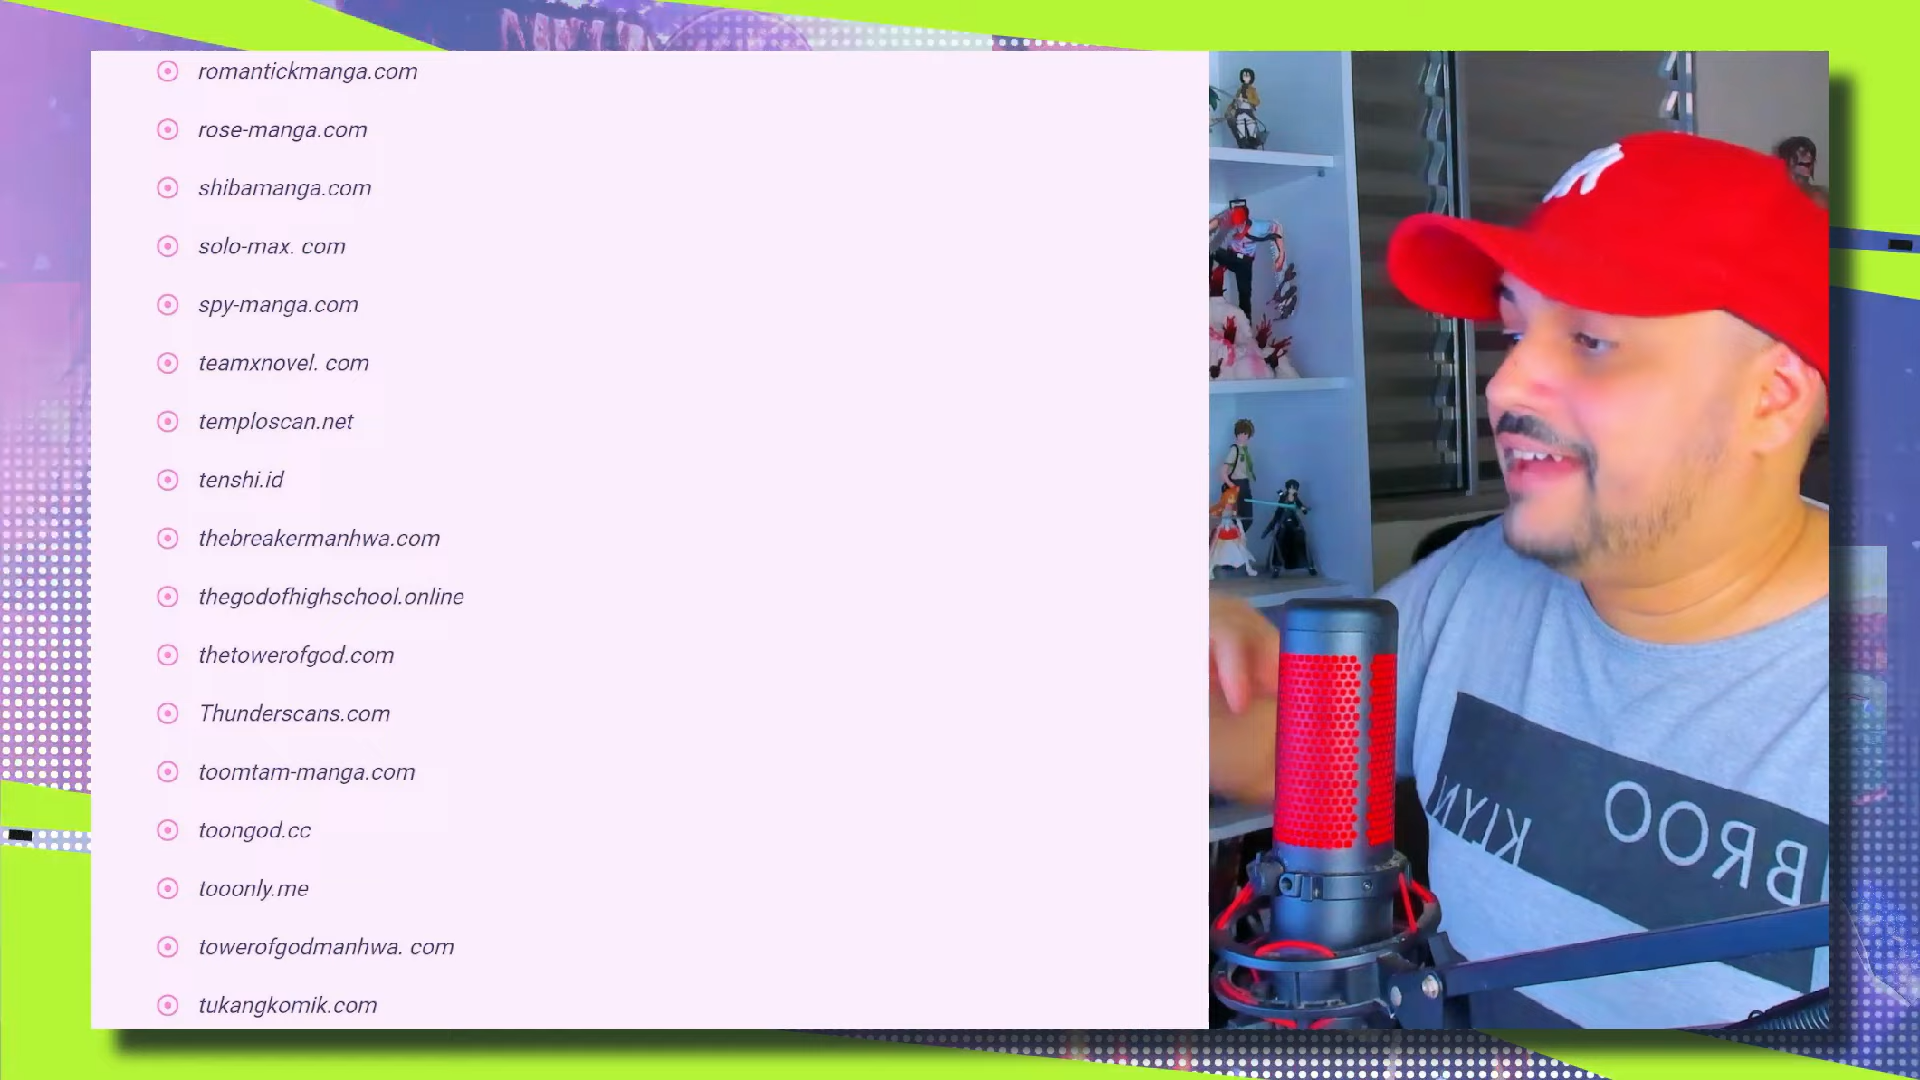 romantickmanga.com
rose-manga.com
shibamanga.com
solo-max. com
spy-manga.com
teamxnovel. com
temploscan.net
tenshi.id
thebreakermanhwa.com
thegodofhighschool.online
thetowerofgod.com
Thunderscans.com
toomtam-manga.com
toongod.cc
tooonly.me
towerofgodmanhwa. com
tukangkomik.com
BROO
KLYN